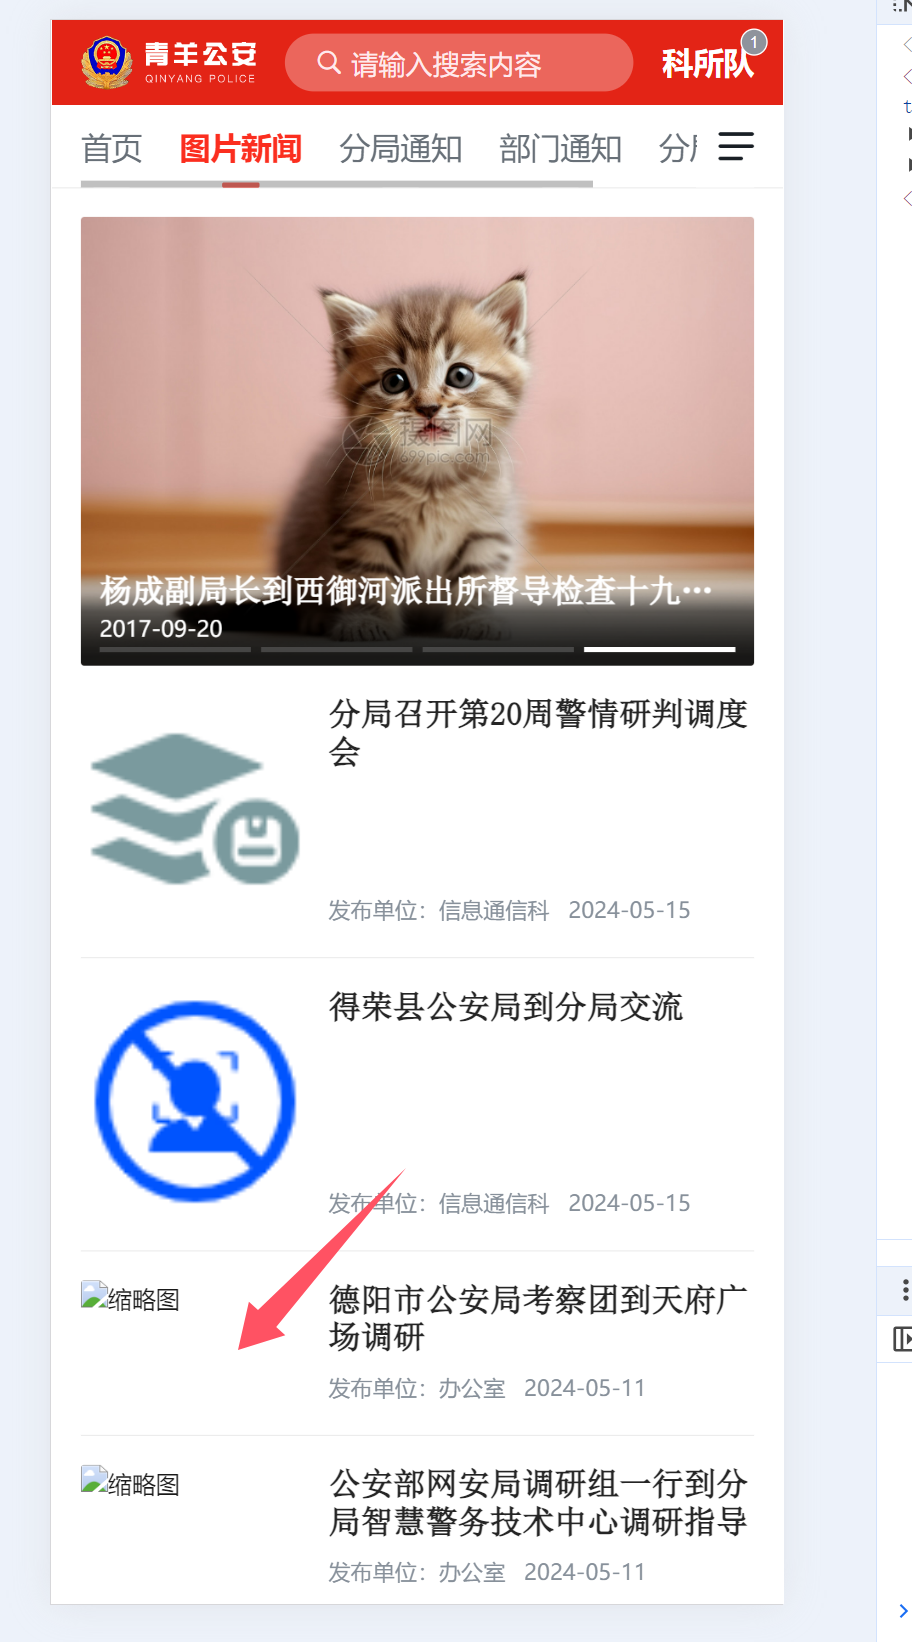 青羊公安
QINYANG POLICE
请输入搜索内容
科所队
1
首页 图片新闻 分局通知 部门通知
摄图网
699pic.com
杨成副局长到西御河派出所督导检查十九…
2017-09-20
分局召开第20周警情研判调度
会
发布单位：信息通信科 2024-05-15
得荣县公安局到分局交流
发布单位：信息通信科 2024-05-15
缩略图
德阳市公安局考察团到天府广
场调研
发布单位：办公室 2024-05-11
缩略图
公安部网安局调研组一行到分
局智慧警务技术中心调研指导
发布单位：办公室 2024-05-11